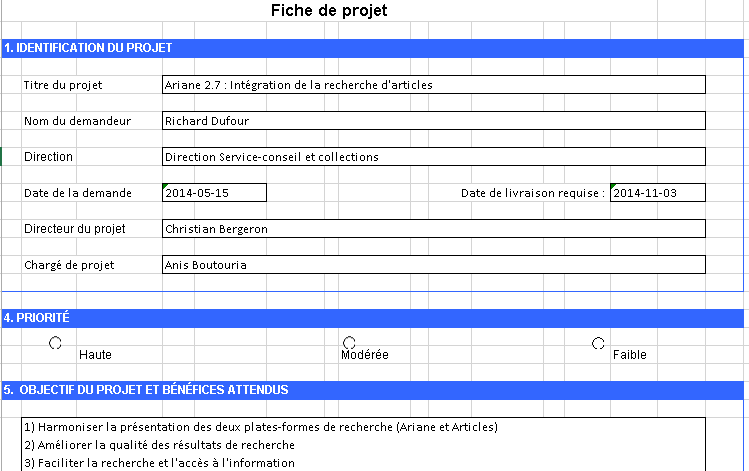 Fiche de projet
1. IDENTIFICATION DU PROJET
Titre du projet Ariane 2.7 : Intégration de la recherche d'articles
Nom du demandeur Richard Dufour
Direction Direction Service-conseil et collections
Date de la demande 2014-05-15 Date de livraison requise : 2014-11-03
Directeur du projet Christian Bergeron
Chargé de projet Anis Boutouria
4. PRIORITÉ
Haute Modérée Faible
5. OBJECTIF DU PROJET ET BÉNÉFICES ATTENDUS
1) Harmoniser la présentation des deux plates-formes de recherche (Ariane et Articles)
2) Améliorer la qualité des résultats de recherche
3) Faciliter la recherche et l'accès à l'information